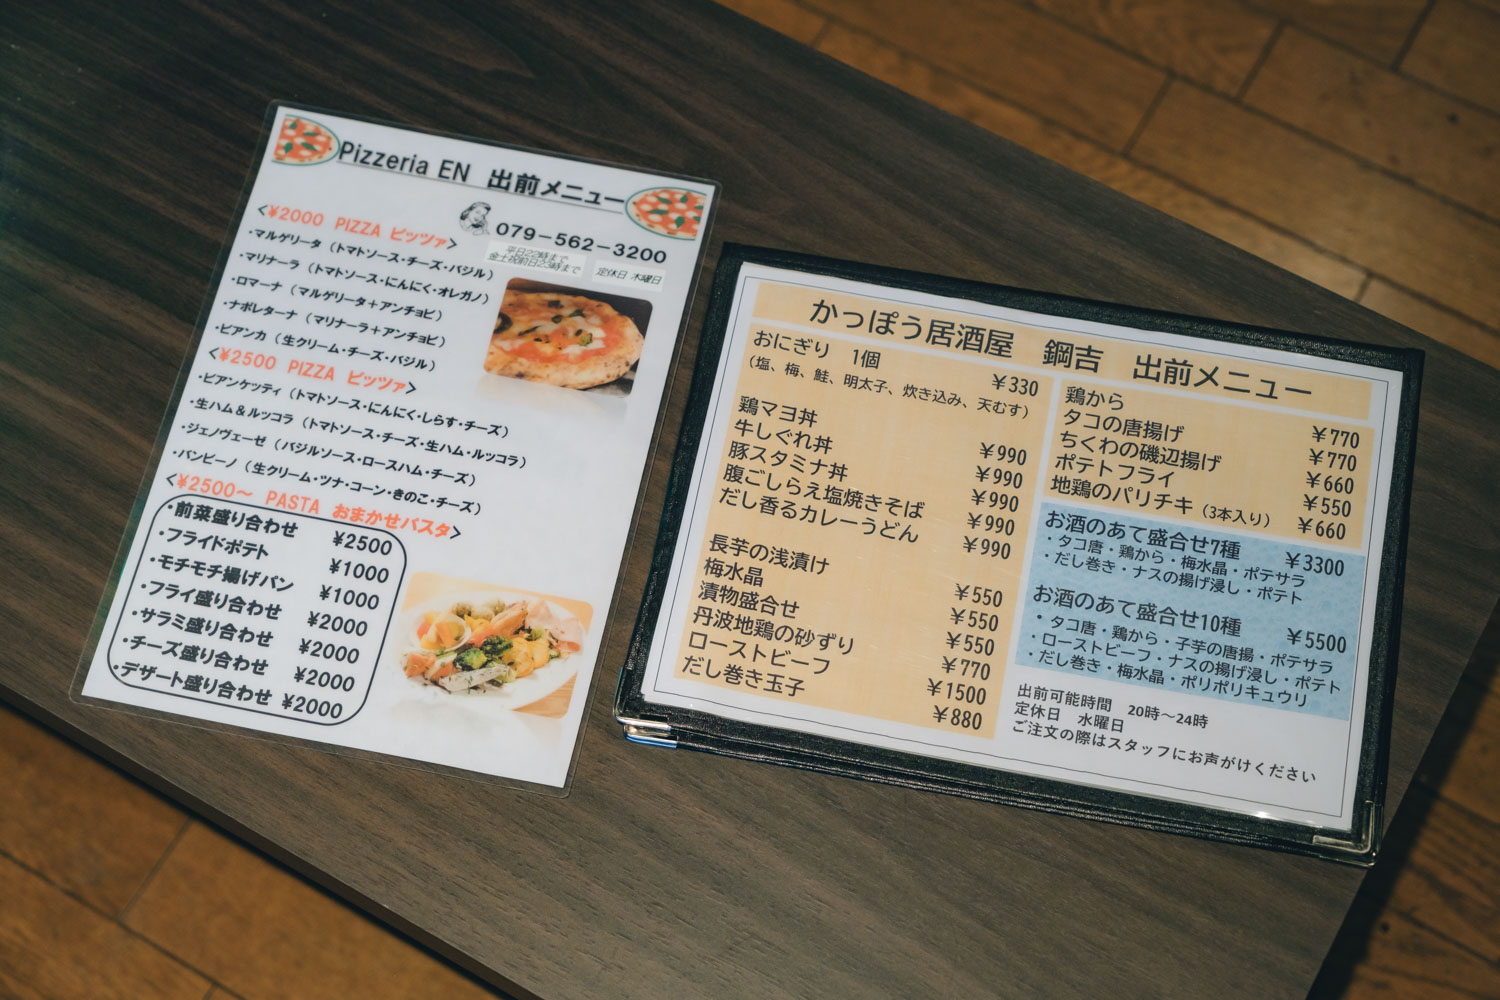 Pizzeria EN 出前メニュー
079-562-3200
平日22時まで
金土祝前日23時まで
定休日 木曜日
<¥2000 PIZZA ピッツァ>
・マルゲリータ（トマトソース・チーズ・バジル）
・マリナーラ（トマトソース・にんにく・オレガノ）
・ロマーナ（マルゲリータ＋アンチョビ）
・ナポレターナ（マリナーラ＋アンチョビ）
・ビアンカ（生クリーム・チーズ・バジル）
<¥2500 PIZZA ピッツァ>
・ビアンケッティ（トマトソース・にんにく・しらす・チーズ）
・生ハム＆ルッコラ（トマトソース・チーズ・生ハム・ルッコラ）
・ジェノヴェーゼ（バジルソース・ロースハム・チーズ）
・バンビーノ（生クリーム・ツナ・コーン・きのこ・チーズ）
<¥2500～ PASTA おまかせパスタ>
・前菜盛り合わせ ¥2500
・フライドポテト ¥1000
・モチモチ揚げパン ¥1000
・フライ盛り合わせ ¥2000
・サラミ盛り合わせ ¥2000
・チーズ盛り合わせ ¥2000
・デザート盛り合わせ ¥2000
かっぽう居酒屋 鋼吉 出前メニュー
おにぎり 1個 ￥330
(塩、梅、鮭、明太子、炊き込み、天むす)
鶏マヨ丼 ￥990
牛しぐれ丼 ￥990
豚スタミナ丼 ￥990
腹ごしらえ塩焼きそば ￥990
だし香るカレーうどん ￥990
長芋の浅漬け ￥550
梅水晶 ￥550
漬物盛合せ ￥550
丹波地鶏の砂ずり ￥770
ローストビーフ ￥1500
だし巻き玉子 ￥880
鶏から ￥770
タコの唐揚げ ￥770
ちくわの磯辺揚げ ￥660
ポテトフライ ￥550
地鶏のパリチキ（3本入り） ￥660
お酒のあて盛合せ7種 ￥3300
・タコ唐・鶏から・梅水晶・ポテサラ
・だし巻き・ナスの揚げ浸し・ポテト
お酒のあて盛合せ10種 ￥5500
・タコ唐・鶏から・子芋の唐揚・ポテサラ
・ローストビーフ・ナスの揚げ浸し・ポテト
・だし巻き・梅水晶・ポリポリキュウリ
出前可能時間 20時～24時
定休日 水曜日
ご注文の際はスタッフにお声がけください